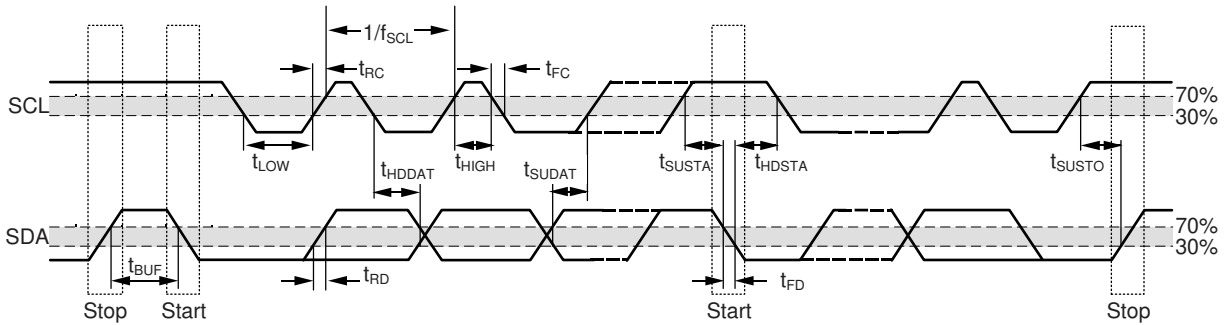 1/fSCL
tRC
tFC
SCL
70%
30%
tLOW
tHIGH
tSUSTA
tHDSTA
tSUSTO
tHDDAT
tSUDAT
SDA
70%
30%
tBUF
tRD
tFD
Stop
Start
Start
Stop